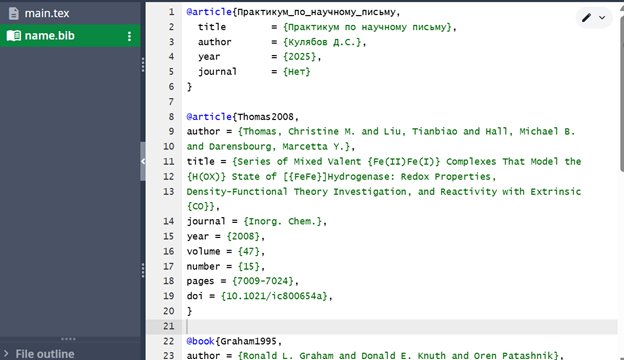 main.tex
name.bib
File outline
1 @article{Практикум_по_научному_письму,
2 title = {Практикум по научному письму},
3 author = {Кулябов Д.С.},
4 year = {2025},
5 journal = {Нет}
6 }
7
8 @article{Thomas2008,
9 author = {Thomas, Christine M. and Liu, Tianbiao and Hall, Michael B.
10 and Darensbourg, Marcetta Y.},
11 title = {Series of Mixed Valent {Fe(II)Fe(I)} Complexes That Model the
12 {H(OX)} State of [{FeFe}]Hydrogenase: Redox Properties,
13 Density-Functional Theory Investigation, and Reactivity with Extrinsic
{CO}},
14 journal = {Inorg. Chem.},
15 year = {2008},
16 volume = {47},
17 number = {15},
18 pages = {7009-7024},
19 doi = {10.1021/ic800654a},
20 }
21
22 @book{Graham1995,
23 author = {Ronald L. Graham and Donald E. Knuth and Oren Patashnik},